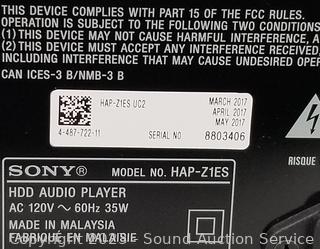 THIS DEVICE COMPLIES WITH PART 15 OF THE FCC RULES.
OPERATION IS SUBJECT TO THE FOLLOWING TWO CONDITIONS
(1) THIS DEVICE MAY NOT CAUSE HARMFUL INTERFERENCE, A
(2) THIS DEVICE MUST ACCEPT ANY INTERFERENCE RECEIVED,
INCLUDING INTERFERENCE THAT MAY CAUSE UNDESIRED OPER
CAN ICES-3 B/NMB-3 B
HAP-Z1ES UC2
MARCH 2017
APRIL 2017
MAY 2017
4-487-722-11
SERIAL NO
8803406
SONY® MODEL NO. HAP-Z1ES
RISQUE
HDD AUDIO PLAYER
AC 120V ~ 60Hz 35W
MADE IN MALAYSIA
FABRIQUÉ EN MALAISIE
Copyright 2023 - Sound Auction Service